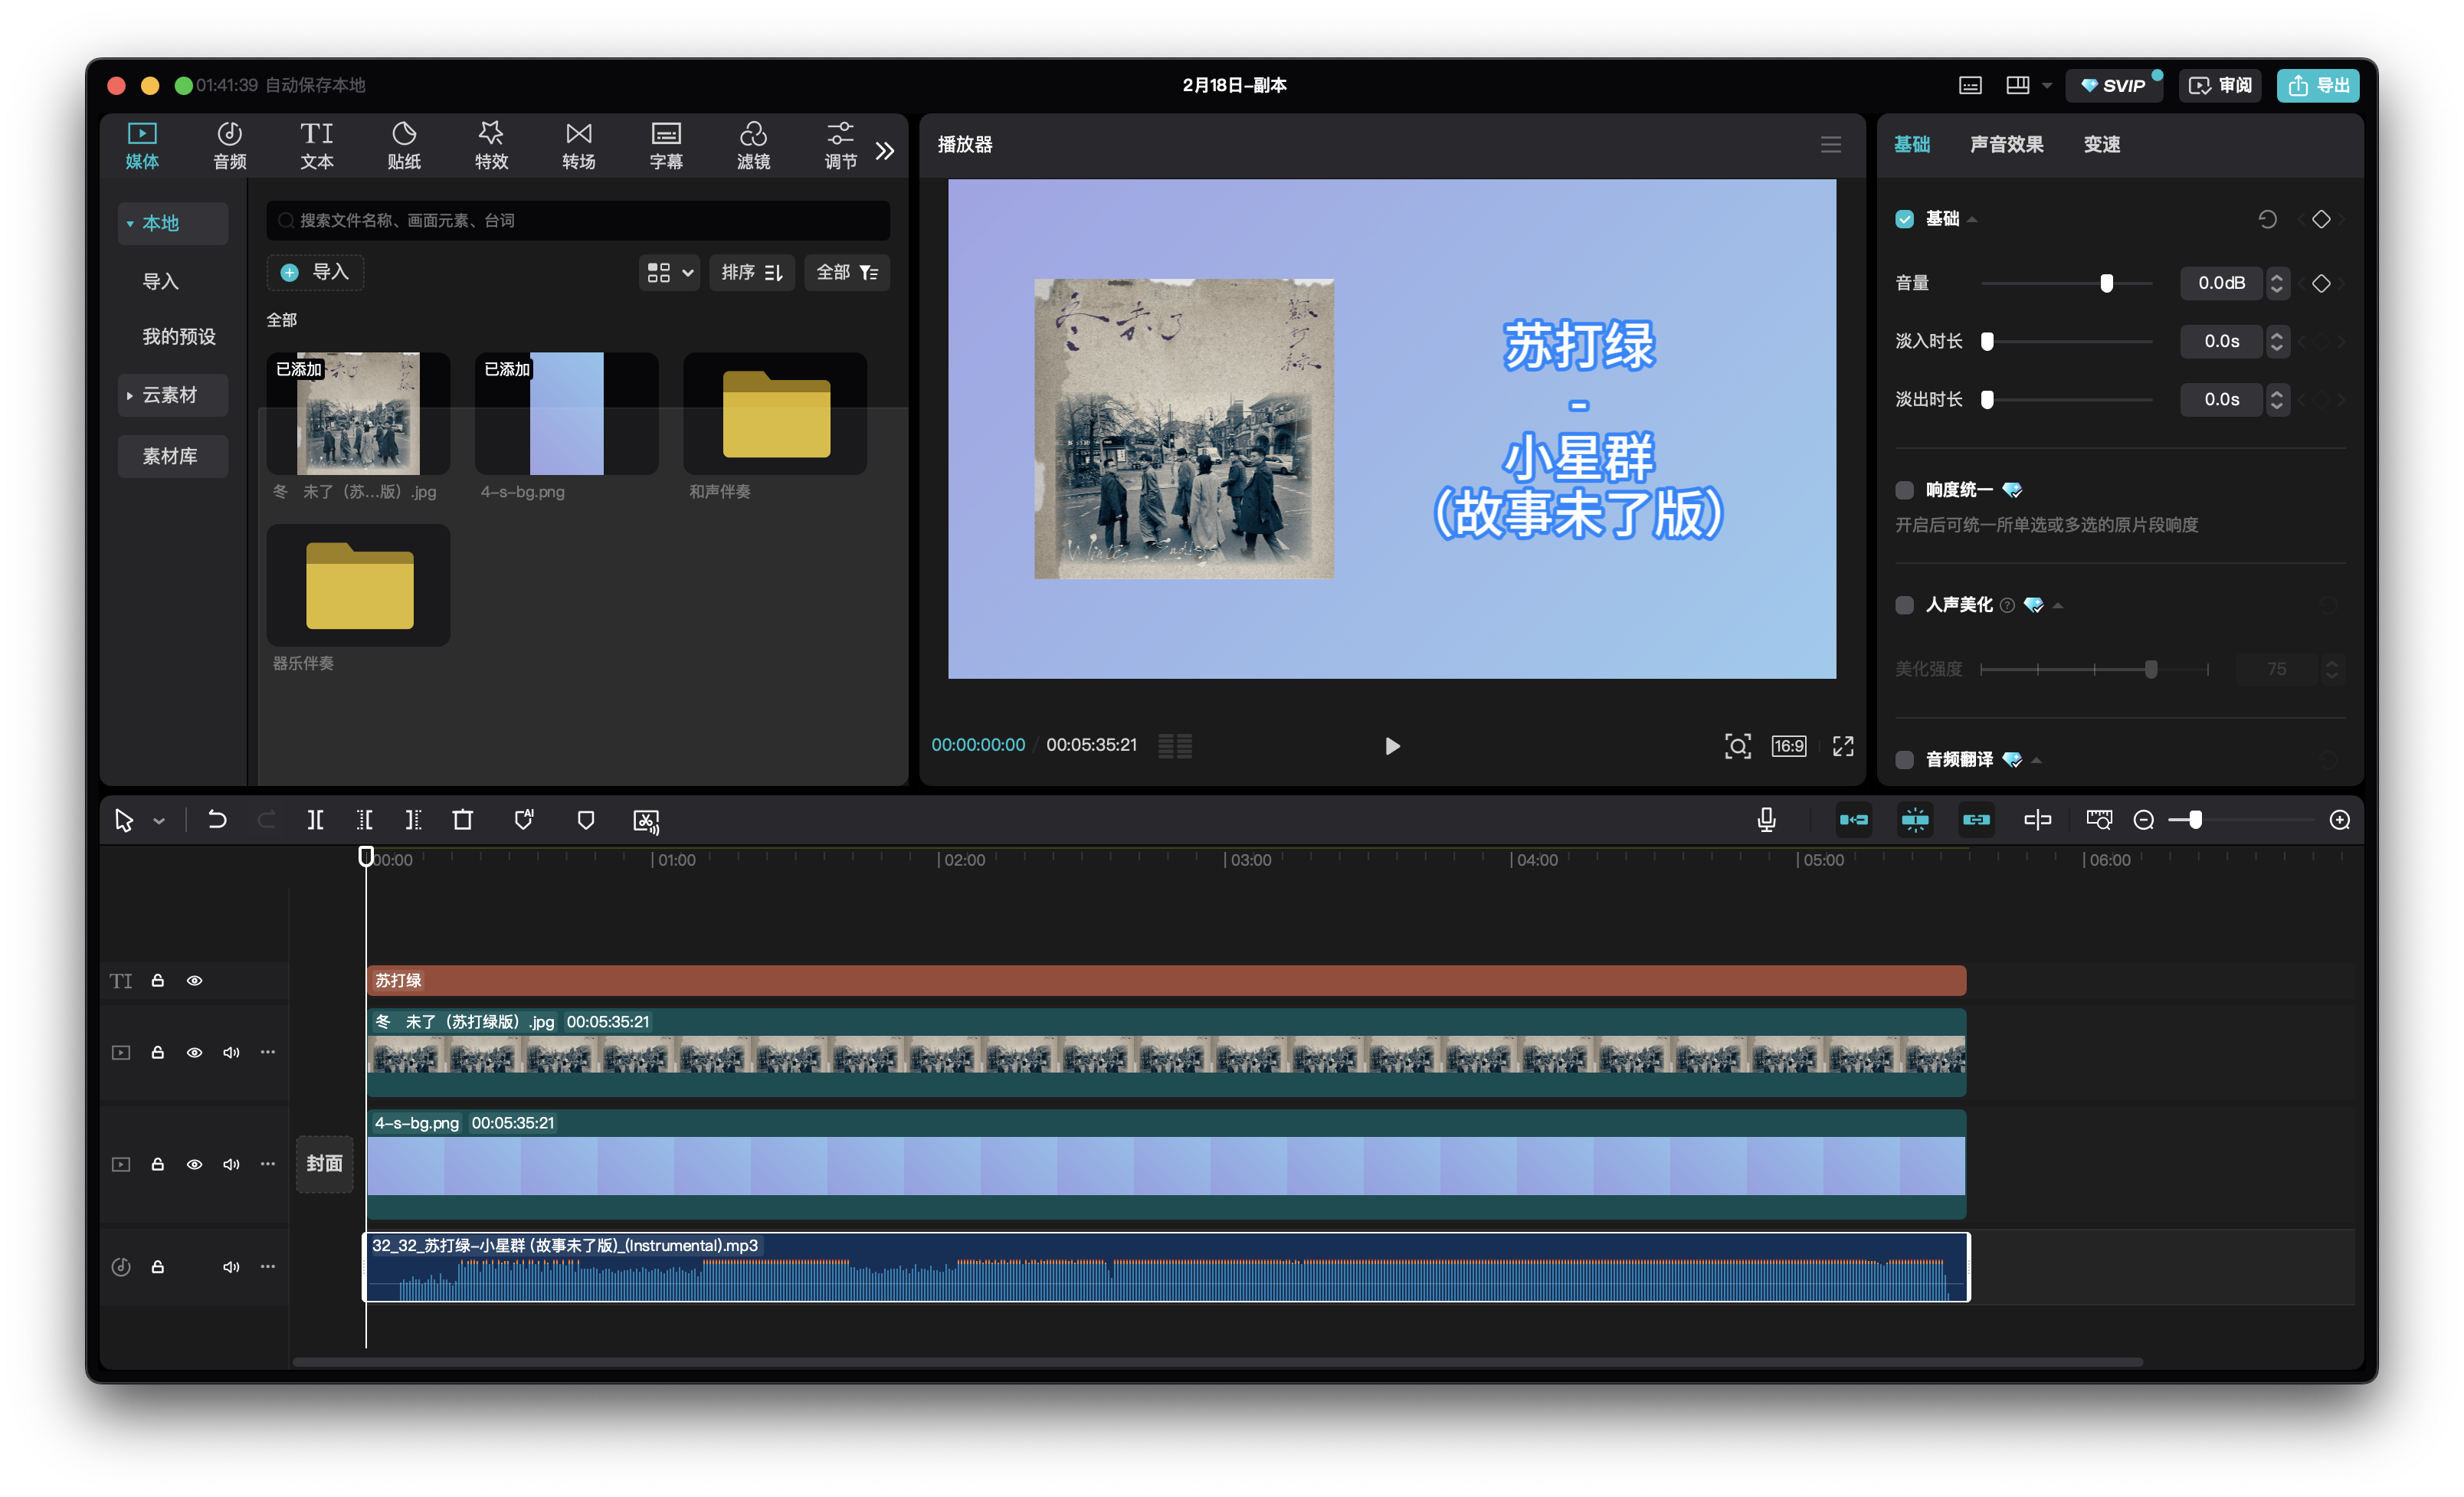 01:41:39 自动保存本地
2月18日-副本
SVIP
审阅
导出
媒体
音频
文本
贴纸
特效
转场
字幕
滤镜
调节
本地
导入
我的预设
云素材
素材库
搜索文件名称、画面元素、台词
导入
排序
全部
全部
已添加
冬 未了（苏...版）.jpg
已添加
4-s-bg.png
和声伴奏
器乐伴奏
播放器
冬未了
蘇打綠
苏打绿
-
小星群
（故事未了版）
00:00:00:00 / 00:05:35:21
16:9
基础
声音效果
变速
基础
音量
0.0dB
淡入时长
0.0s
淡出时长
0.0s
响度统一
开启后可统一所单选或多选的原片段响度
人声美化
美化强度
75
音频翻译
AI
00:00
01:00
02:00
03:00
04:00
05:00
06:00
TI
苏打绿
冬 未了（苏打绿版）.jpg 00:05:35:21
封面
4-s-bg.png 00:05:35:21
32_32_苏打绿-小星群 (故事未了版)_(Instrumental).mp3